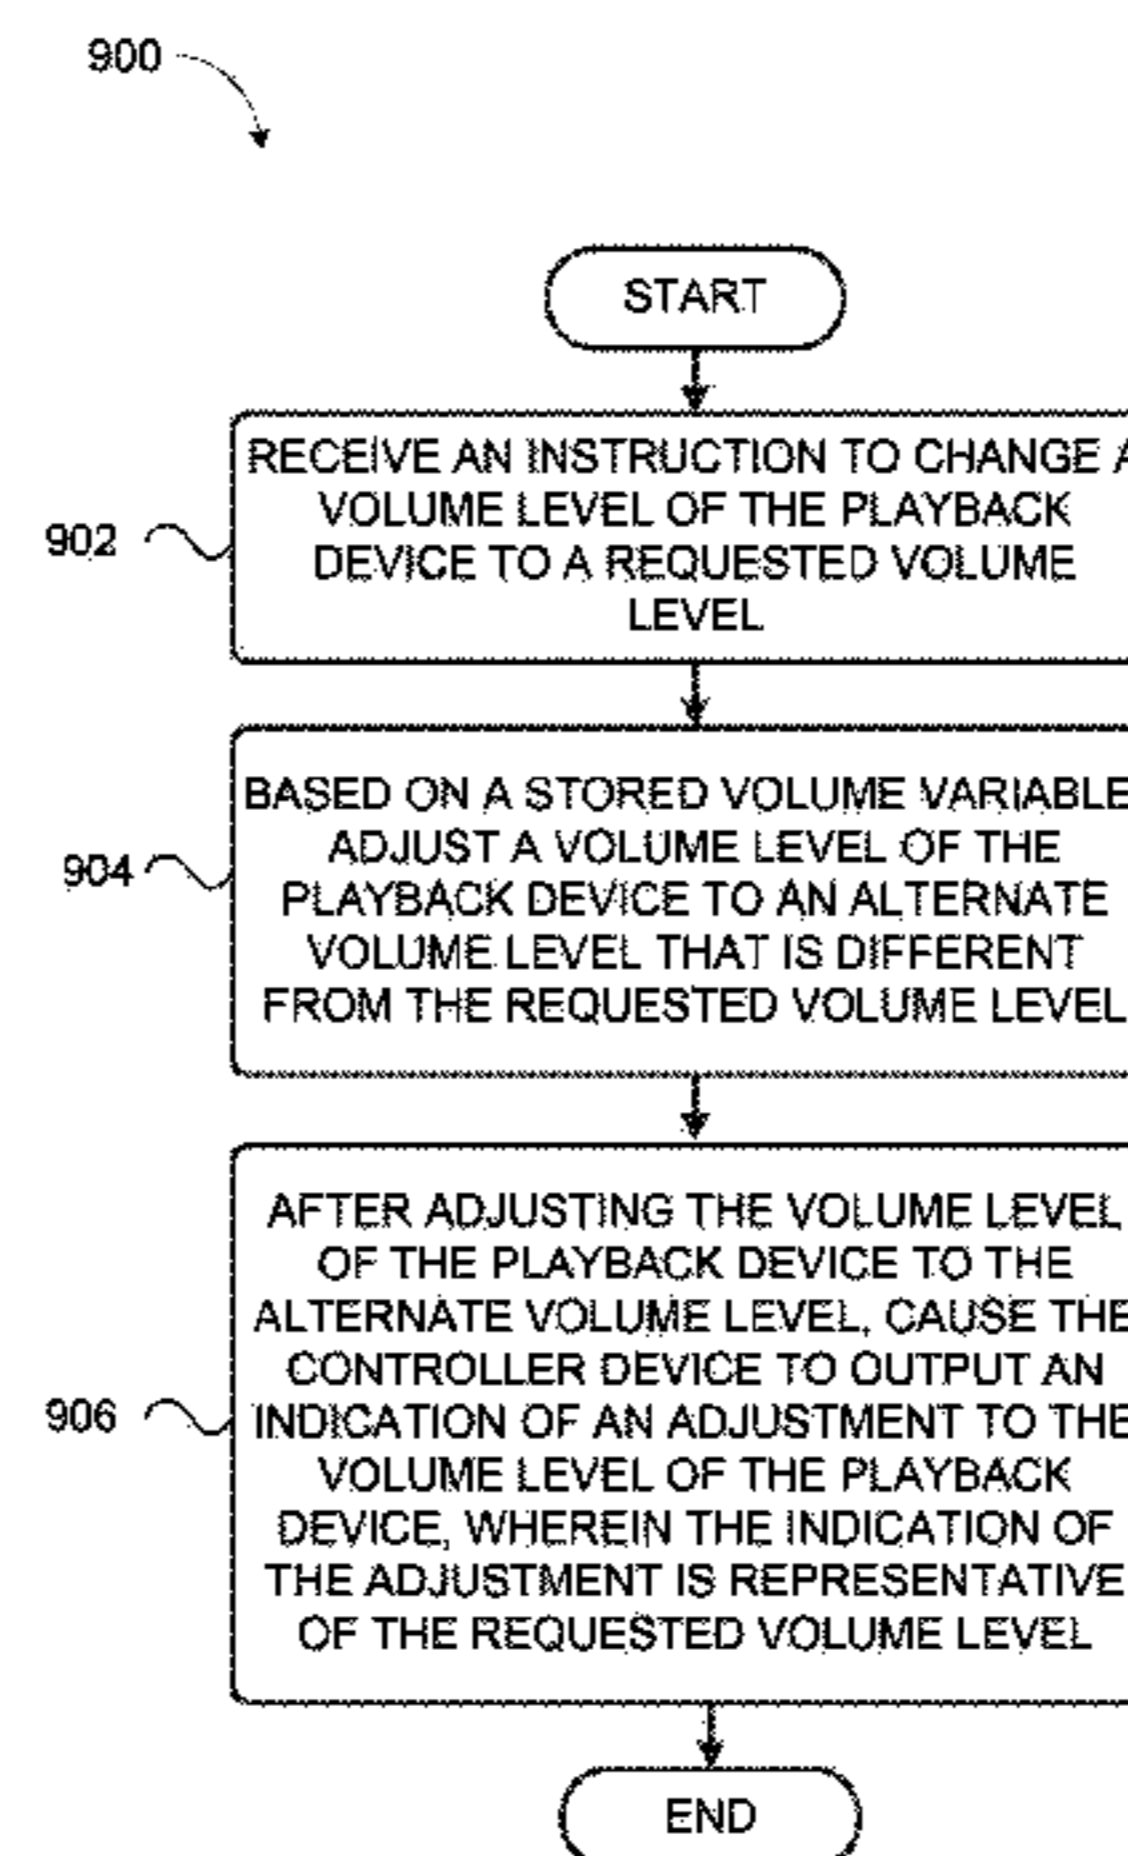 900
START
RECEIVE AN INSTRUCTION TO CHANGE A
VOLUME LEVEL OF THE PLAYBACK
DEVICE TO A REQUESTED VOLUME
LEVEL
902
BASED ON A STORED VOLUME VARIABLE
ADJUST A VOLUME LEVEL OF THE
PLAYBACK DEVICE TO AN ALTERNATE
VOLUME LEVEL THAT IS DIFFERENT
FROM THE REQUESTED VOLUME LEVEL
904
AFTER ADJUSTING THE VOLUME LEVEL
OF THE PLAYBACK DEVICE TO THE
ALTERNATE VOLUME LEVEL, CAUSE THE
CONTROLLER DEVICE TO OUTPUT AN
INDICATION OF AN ADJUSTMENT TO THE
VOLUME LEVEL OF THE PLAYBACK
DEVICE, WHEREIN THE INDICATION OF
THE ADJUSTMENT IS REPRESENTATIVE
OF THE REQUESTED VOLUME LEVEL
906
END